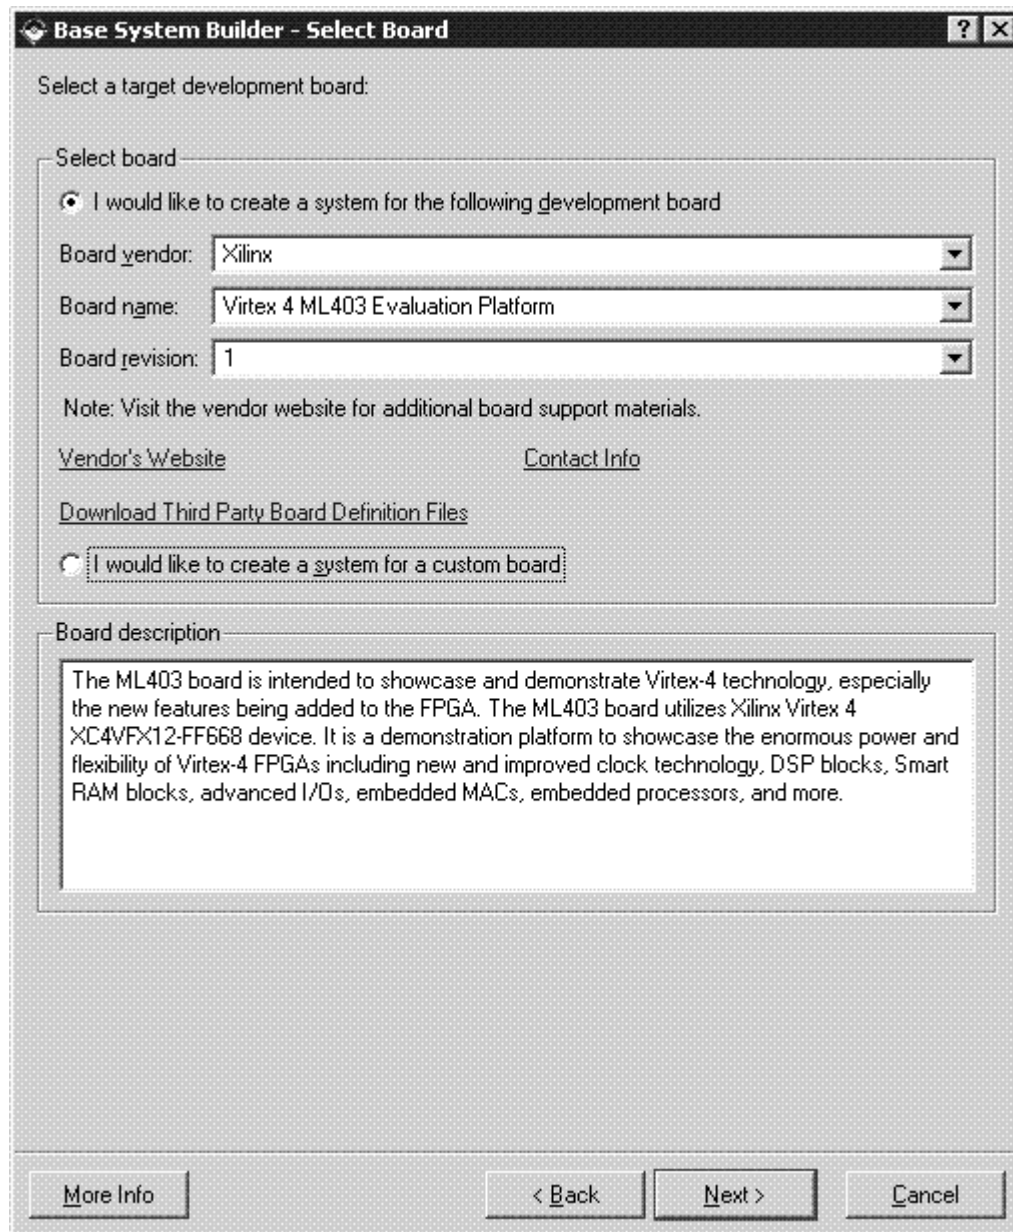 Base System Builder - Select Board
Select a target development board:
Select board
I would like to create a system for the following development board
Board vendor: Xilinx
Board name: Virtex 4 ML403 Evaluation Platform
Board revision: 1
Note: Visit the vendor website for additional board support materials.
Vendor's Website Contact Info
Download Third Party Board Definition Files
I would like to create a system for a custom board
Board description
The ML403 board is intended to showcase and demonstrate Virtex-4 technology, especially
the new features being added to the FPGA. The ML403 board utilizes Xilinx Virtex 4
XC4VFX12-FF668 device. It is a demonstration platform to showcase the enormous power and
flexibility of Virtex-4 FPGAs including new and improved clock technology, DSP blocks, Smart
RAM blocks, advanced I/Os, embedded MACs, embedded processors, and more.
More Info < Back Next > Cancel